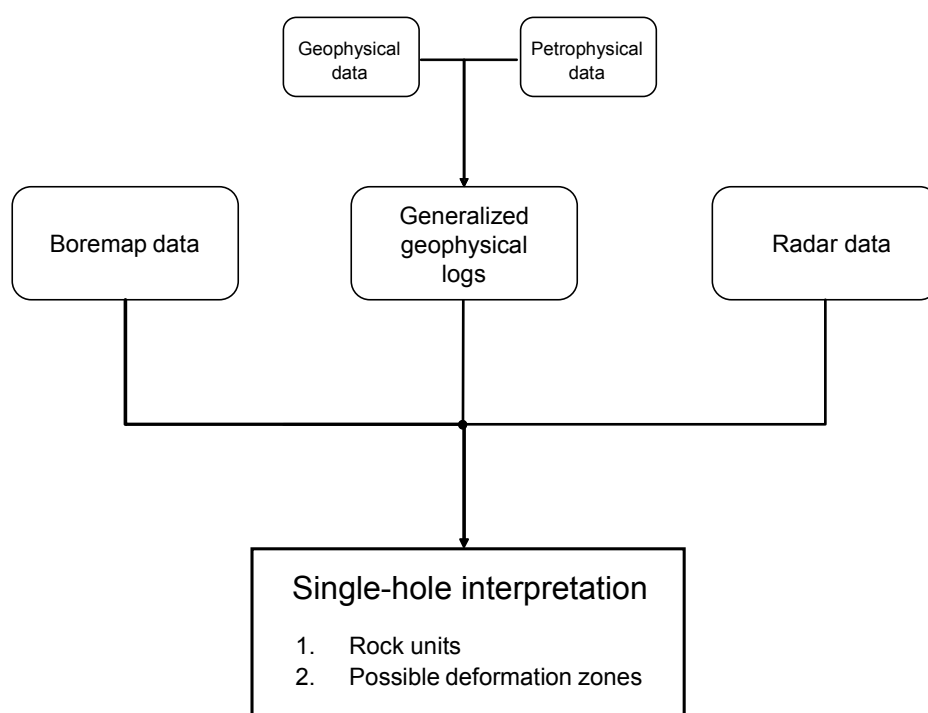 Geophysical
data
Petrophysical
data
Boremap data
Generalized
geophysical
logs
Radar data
Single-hole interpretation
1. Rock units
2. Possible deformation zones